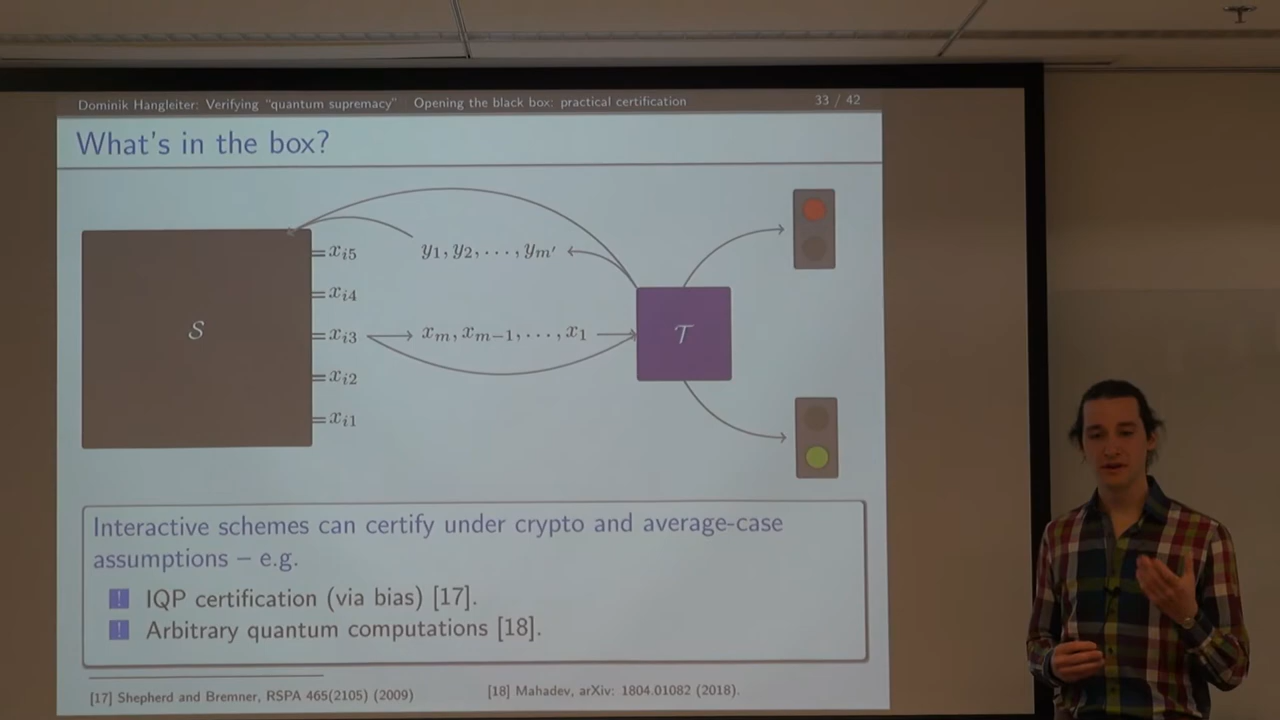 Dominik Hangleiter: Verifying "quantum supremacy" Opening the black box: practical certification 33 / 42
What's in the box?
= x_{i5} y_1, y_2, ⋯, y_{m'}
= x_{i4}
S = x_{i3} x_m, x_{m−1}, ⋯, x_1 T
= x_{i2}
= x_{i1}
Interactive schemes can certify under crypto and average-case
assumptions – e.g.
! IQP certification (via bias) [17].
! Arbitrary quantum computations [18].
[17] Shepherd and Bremner, RSPA 465(2105) (2009) [18] Mahadev, arXiv: 1804.01082 (2018).